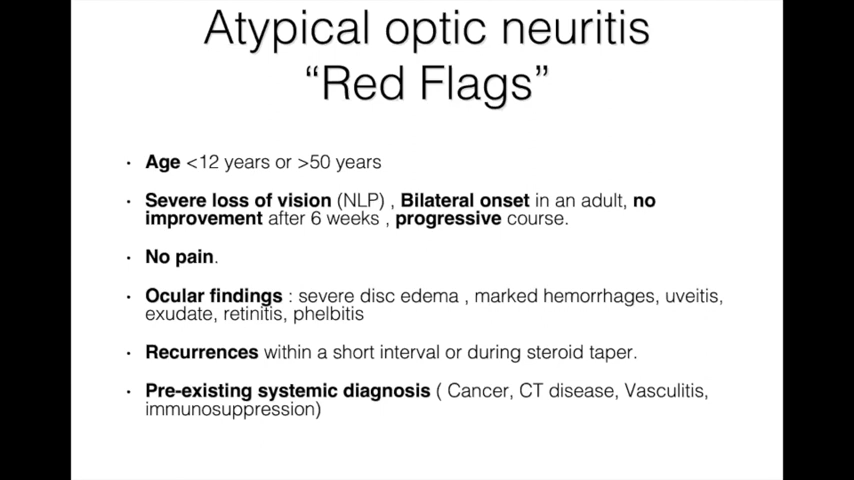 Atypical optic neuritis
“Red Flags”
• Age <12 years or >50 years
• Severe loss of vision (NLP) , Bilateral onset in an adult, no
improvement after 6 weeks , progressive course.
• No pain.
• Ocular findings : severe disc edema , marked hemorrhages, uveitis,
exudate, retinitis, phelbitis
• Recurrences within a short interval or during steroid taper.
• Pre-existing systemic diagnosis ( Cancer, CT disease, Vasculitis,
immunosuppression)